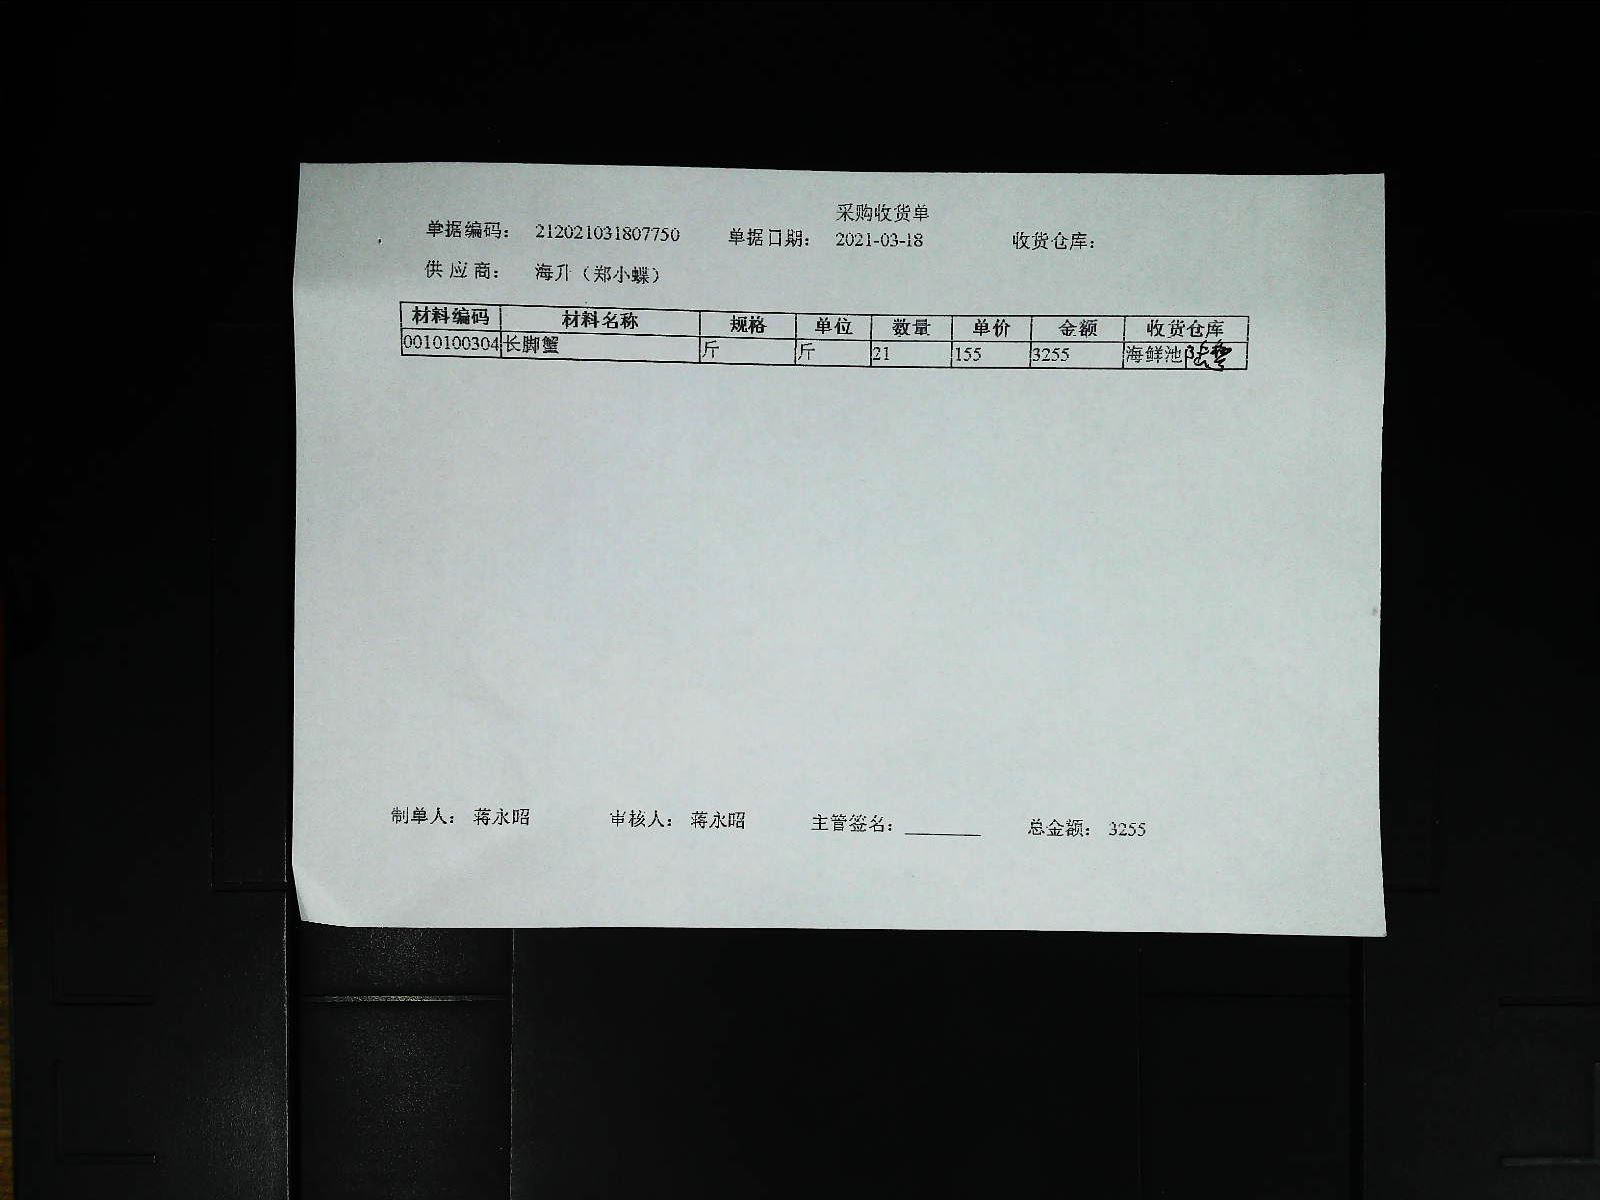 采购收货单
单据编码： 212021031807750 单据日期： 2021-03-18 收货仓库：
供应商： 海升（郑小蝶）
材料编码 材料名称 规格 单位 数量 单价 金额 收货仓库
0010100304 长脚蟹 斤 斤 21 155 3255 海鲜池
制单人： 蒋永昭 审核人： 蒋永昭 主管签名： 总金额： 3255